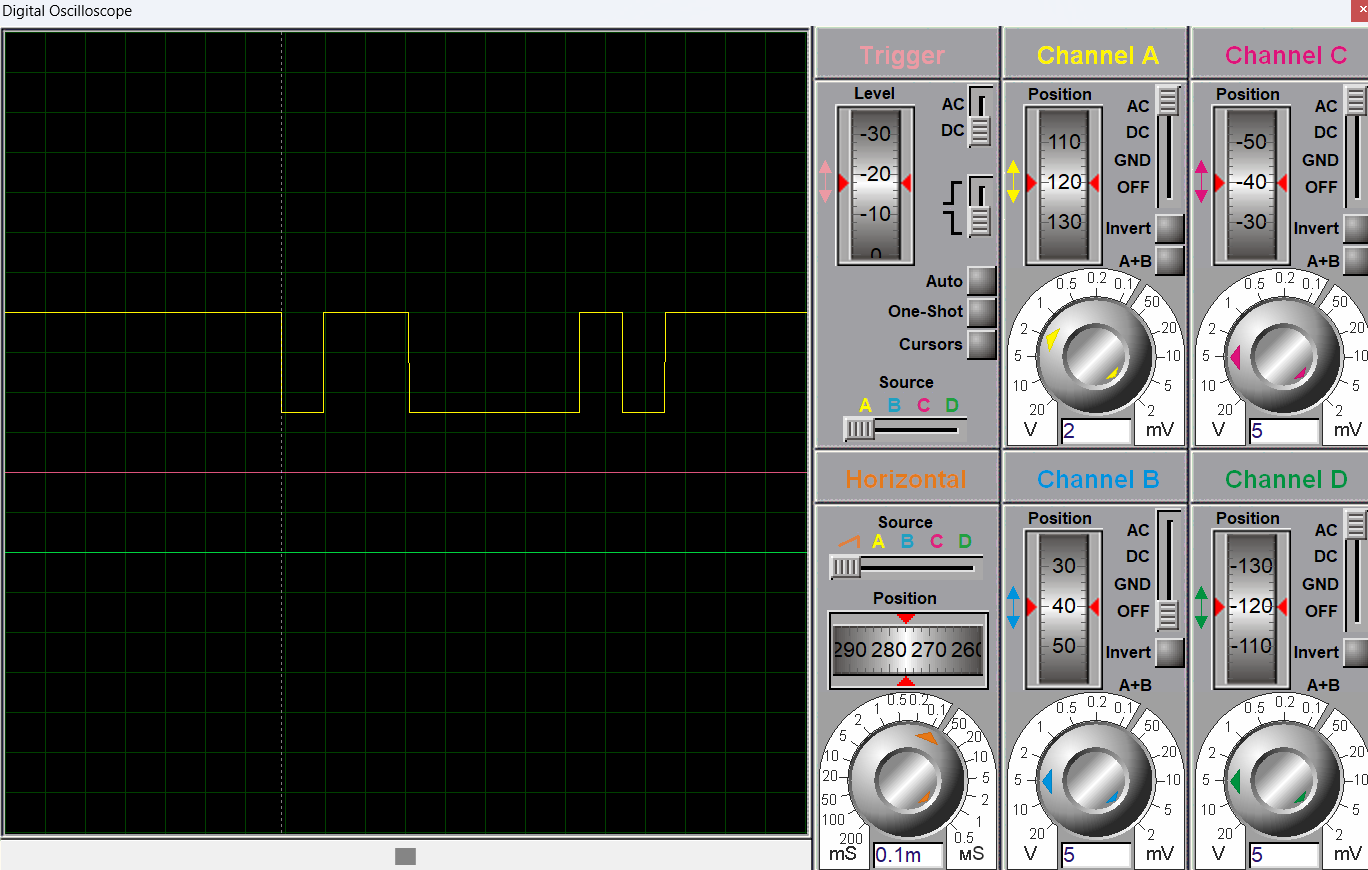 Digital Oscilloscope
Trigger
Level
-30
-20
-10
0
AC
DC
Auto
One-Shot
Cursors
Source
A B C D
Channel A
Position
110
120
130
AC
DC
GND
OFF
Invert
A+B
20 10 5 2 1 0.5 0.2 0.1 50 20 10 5 2
V 2 mV
Channel C
Position
-50
-40
-30
AC
DC
GND
OFF
Invert
A+B
20 10 5 2 1 0.5 0.2 0.1 50 20 10 5 2
V 5 mV
Horizontal
Source
A B C D
Position
290 280 270 260
200 100 50 20 10 5 2 1 0.5 0.2 0.1 50 20 10 5 2 1 0.5
mS 0.1m мS
Channel B
Position
30
40
50
AC
DC
GND
OFF
Invert
A+B
20 10 5 2 1 0.5 0.2 0.1 50 20 10 5 2
V 5 mV
Channel D
Position
-130
-120
-110
AC
DC
GND
OFF
Invert
A+B
20 10 5 2 1 0.5 0.2 0.1 50 20 10 5 2
V 5 mV